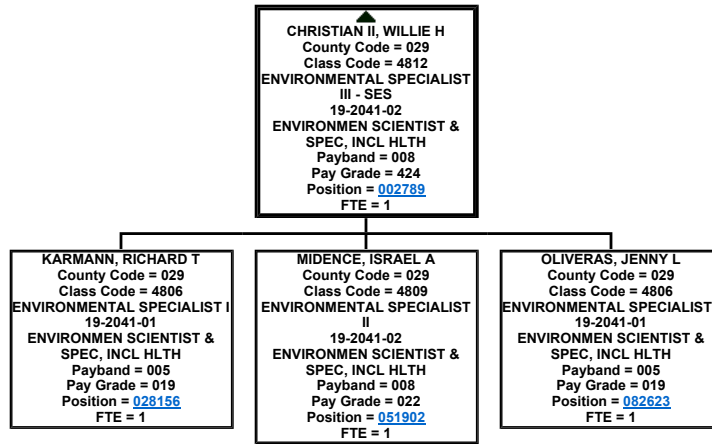 CHRISTIAN II, WILLIE H
County Code = 029
Class Code = 4812
ENVIRONMENTAL SPECIALIST
III - SES
19-2041-02
ENVIRONMEN SCIENTIST &
SPEC, INCL HLTH
Payband = 008
Pay Grade = 424
Position = 002789
FTE = 1
KARMANN, RICHARD T
County Code = 029
Class Code = 4806
ENVIRONMENTAL SPECIALIST I
19-2041-01
ENVIRONMEN SCIENTIST &
SPEC, INCL HLTH
Payband = 005
Pay Grade = 019
Position = 028156
FTE = 1
MIDENCE, ISRAEL A
County Code = 029
Class Code = 4809
ENVIRONMENTAL SPECIALIST
II
19-2041-02
ENVIRONMEN SCIENTIST &
SPEC, INCL HLTH
Payband = 008
Pay Grade = 022
Position = 051902
FTE = 1
OLIVERAS, JENNY L
County Code = 029
Class Code = 4806
ENVIRONMENTAL SPECIALIST
19-2041-01
ENVIRONMEN SCIENTIST &
SPEC, INCL HLTH
Payband = 005
Pay Grade = 019
Position = 082623
FTE = 1